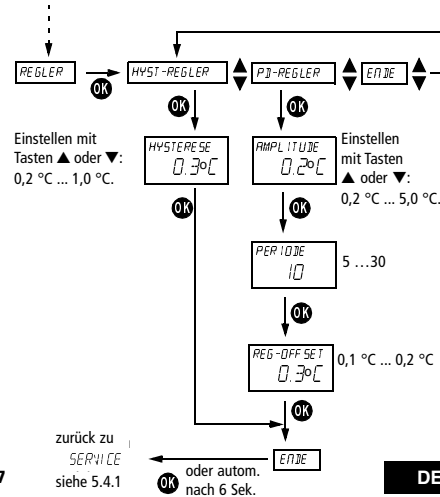 REGLER
HYST-REGLER
PD-REGLER
ENDE
OK
OK
OK
Einstellen mit
Tasten ▲ oder ▼:
0,2 °C ... 1,0 °C.
HYSTERESE
0.3°C
AMPLITUDE
0.2°C
Einstellen
mit Tasten
▲ oder ▼:
0,2 °C ... 5,0 °C.
OK
OK
PERIODE
10
5 ...30
OK
REG-OFFSET
0.3°C
0,1 °C ... 0,2 °C
OK
zurück zu
SERVICE
siehe 5.4.1
OK
oder autom.
nach 6 Sek.
ENDE
7
DE